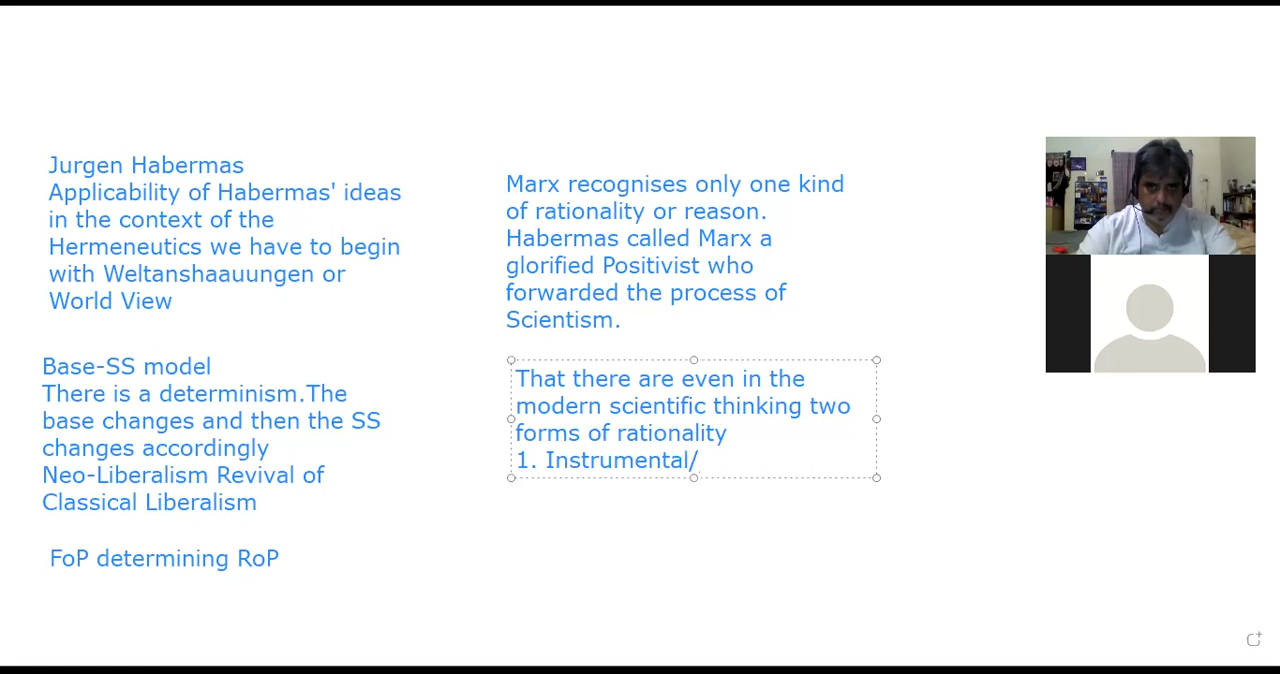 Jurgen Habermas
Applicability of Habermas' ideas
in the context of the
Hermeneutics we have to begin
with Weltanshaauungen or
World View
Base-SS model
There is a determinism.The
base changes and then the SS
changes accordingly
Neo-Liberalism Revival of
Classical Liberalism
FoP determining RoP
Marx recognises only one kind
of rationality or reason.
Habermas called Marx a
glorified Positivist who
forwarded the process of
Scientism.
That there are even in the
modern scientific thinking two
forms of rationality
1. Instrumental/